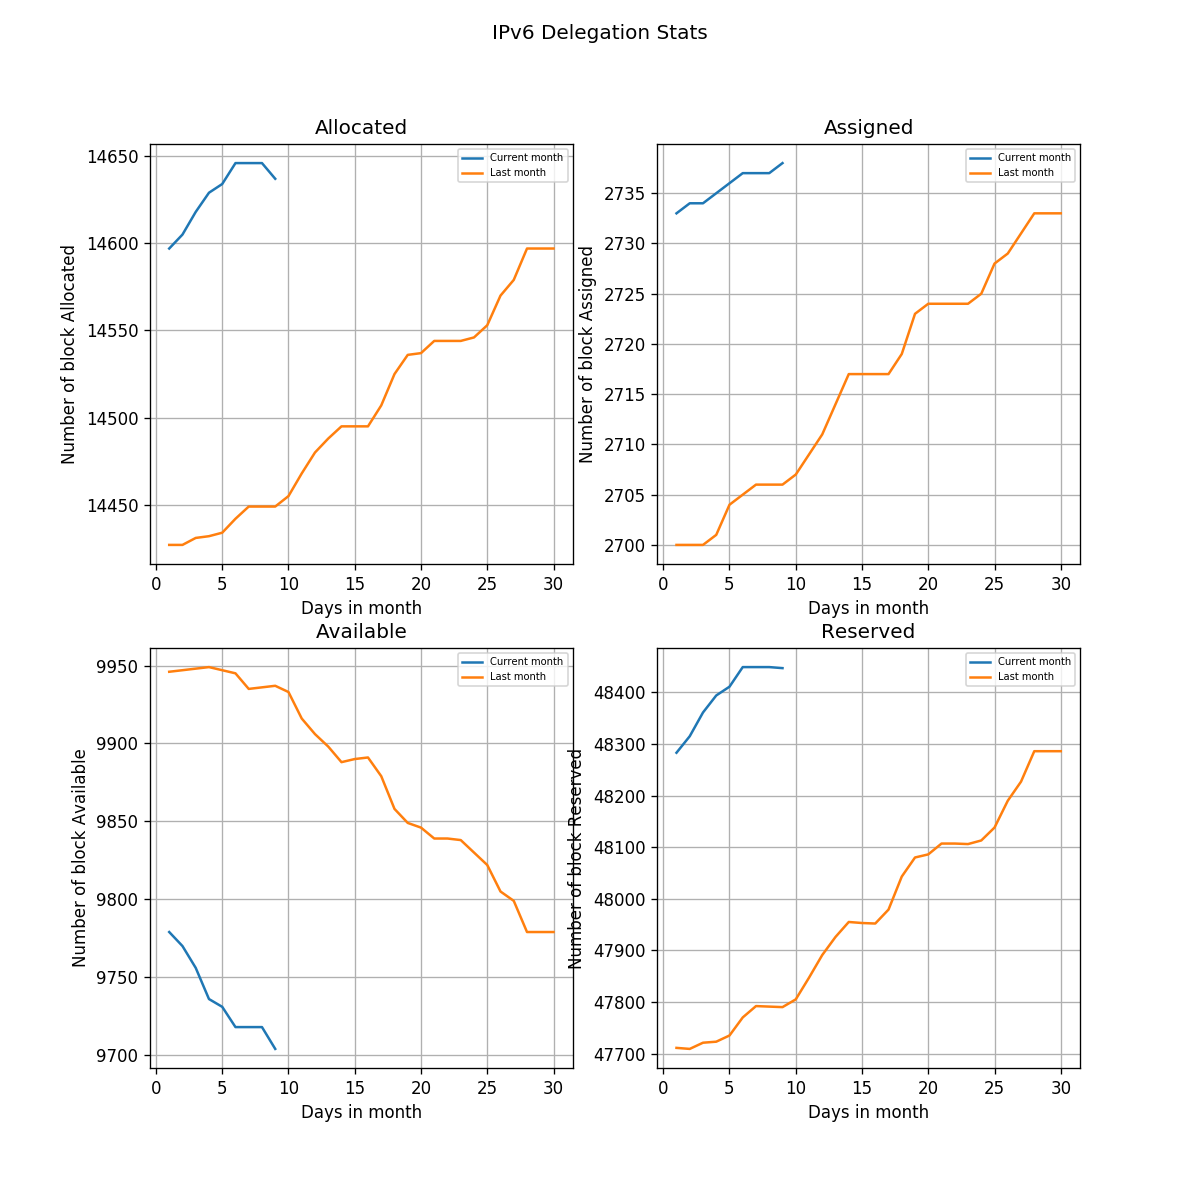 IPv6 Delegation Stats
Allocated
Number of block Allocated
14650
14600
14550
14500
14450
Current month
Last month
0 5 10 15 20 25 30
Days in month
Assigned
Number of block Assigned
2735
2730
2725
2720
2715
2710
2705
2700
Current month
Last month
0 5 10 15 20 25 30
Days in month
Available
Number of block Available
9950
9900
9850
9800
9750
9700
Current month
Last month
0 5 10 15 20 25 30
Days in month
Reserved
Number of block Reserved
48400
48300
48200
48100
48000
47900
47800
47700
Current month
Last month
0 5 10 15 20 25 30
Days in month